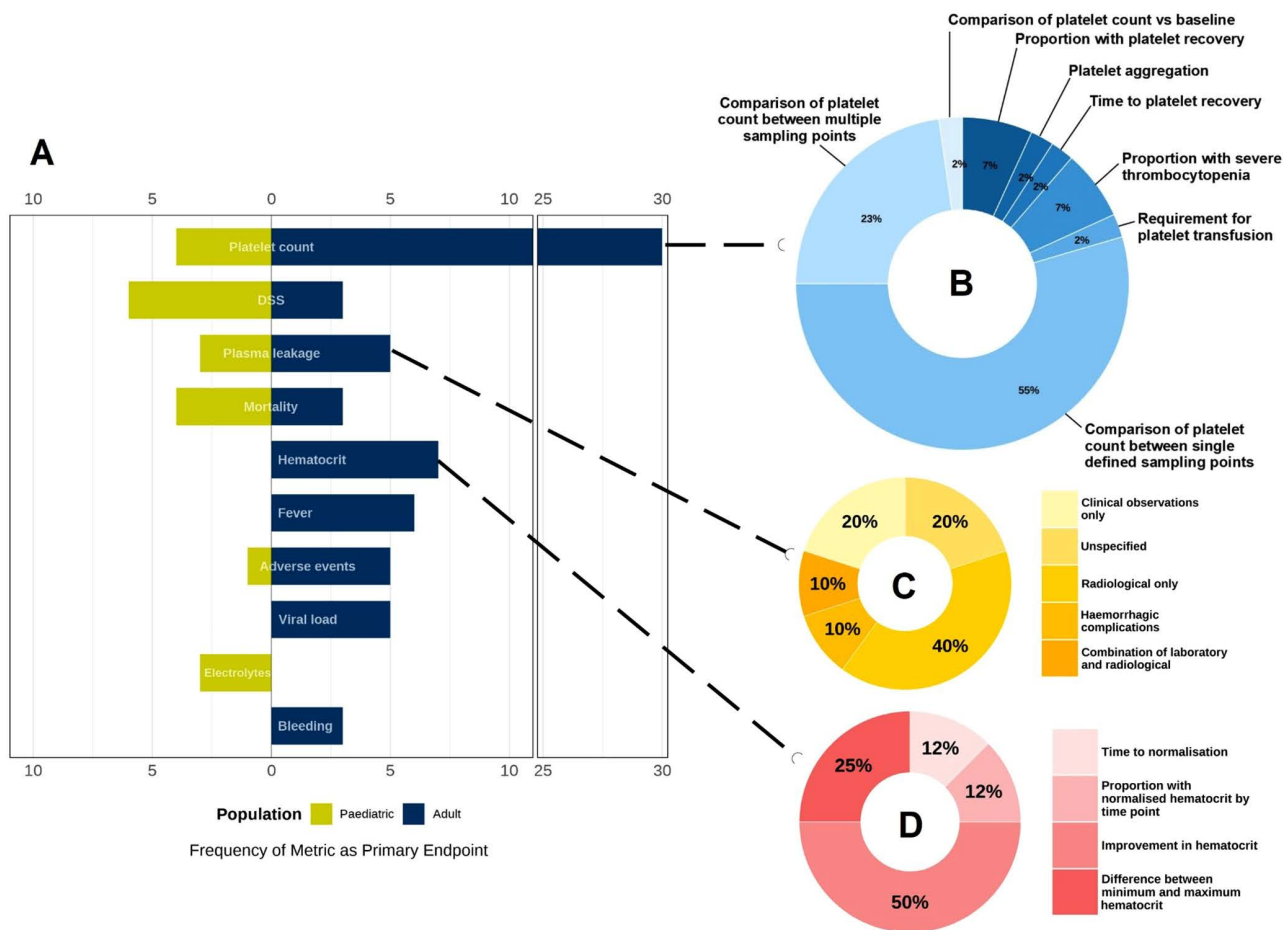 A
10 5 0 5 10 25 30
Platelet count
DSS
Plasma leakage
Mortality
Hematocrit
Fever
Adverse events
Viral load
Electrolytes
Bleeding
10 5 0 5 10 25 30
Population Paediatric Adult
Frequency of Metric as Primary Endpoint
Comparison of platelet count vs baseline
Proportion with platelet recovery
Platelet aggregation
Time to platelet recovery
Comparison of platelet
count between multiple
sampling points
Proportion with severe
thrombocytopenia
Requirement for
platelet transfusion
2%
7%
2%
2%
7%
2%
23%
55%
B
Comparison of platelet
count between single
defined sampling points
20%
20%
10%
10%
40%
C
Clinical observations
only
Unspecified
Radiological only
Haemorrhagic
complications
Combination of laboratory
and radiological
12%
12%
25%
50%
D
Time to normalisation
Proportion with
normalised hematocrit by
time point
Improvement in hematocrit
Difference between
minimum and maximum
hematocrit